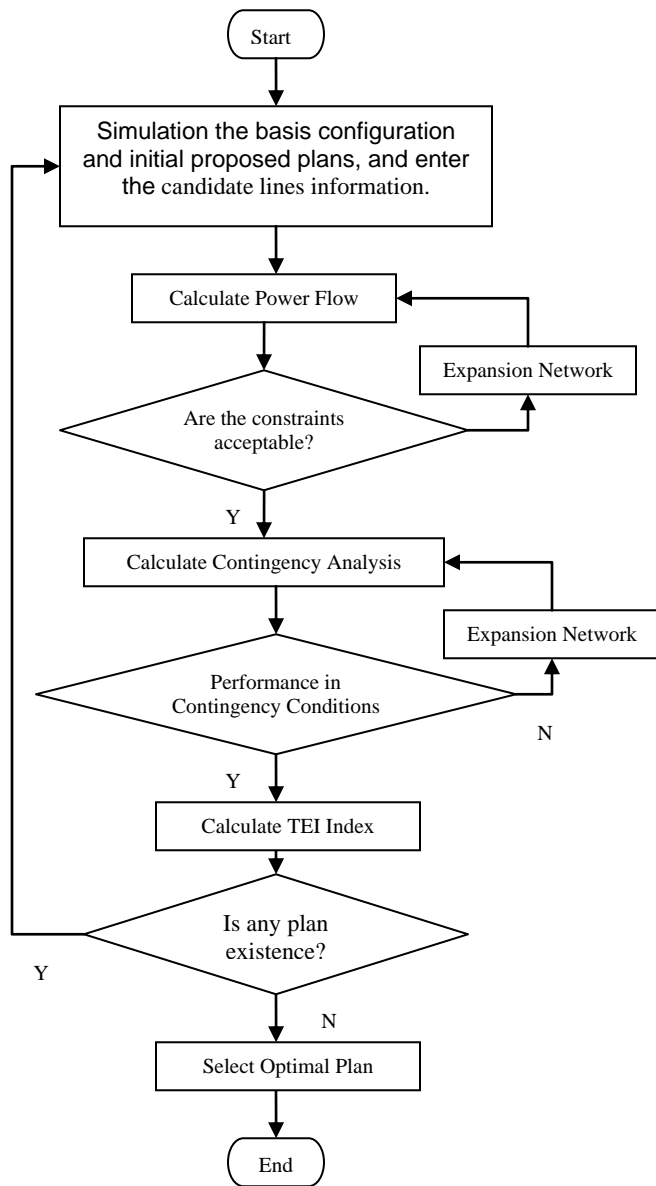 Start
Simulation the basis configuration
and initial proposed plans, and enter
the candidate lines information.
Calculate Power Flow
Expansion Network
Are the constraints
acceptable?
Y
Calculate Contingency Analysis
Expansion Network
Performance in
Contingency Conditions
N
Y
Calculate TEI Index
Is any plan
existence?
Y
N
Select Optimal Plan
End